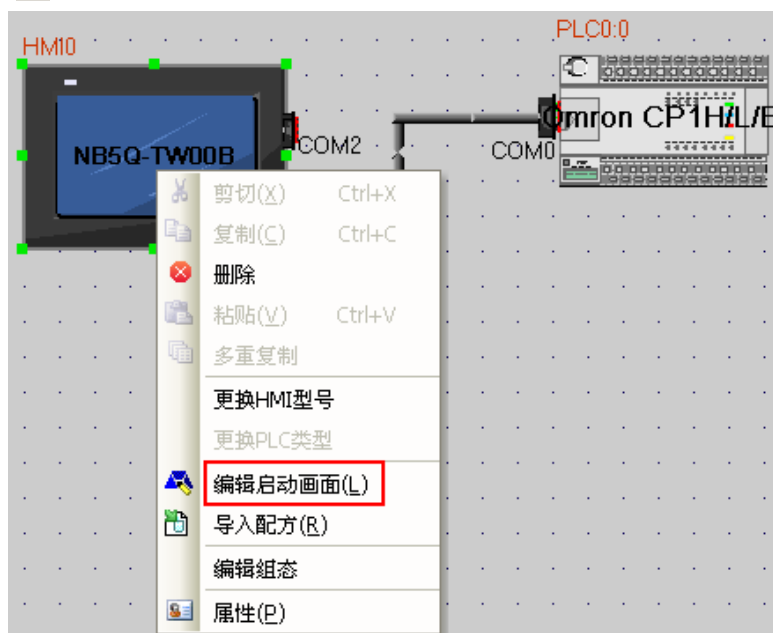 HMI0
PLC0:0
NB5Q-TW00B
COM2
COM0
Omron CP1H/L/E
剪切(X) Ctrl+X
复制(C) Ctrl+C
删除
粘贴(V) Ctrl+V
多重复制
更换HMI型号
更换PLC类型
编辑启动画面(L)
导入配方(R)
编辑组态
属性(P)